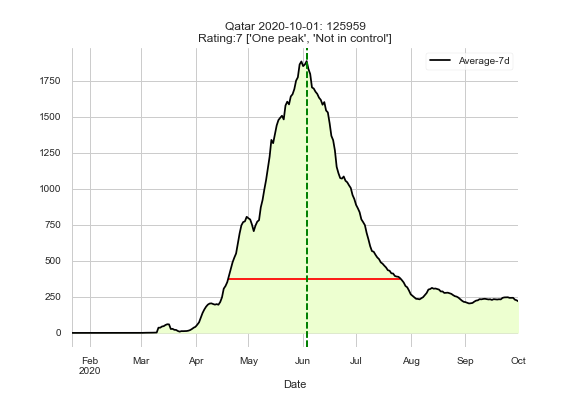 Qatar 2020-10-01: 125959
Rating:7 ['One peak', 'Not in control']
Average-7d
1750
1500
1250
1000
750
500
250
0
Feb Mar Apr May Jun Jul Aug Sep Oct
2020
Date